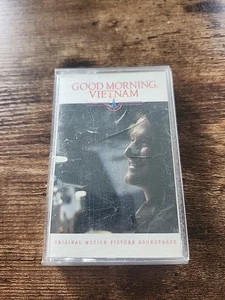 GOOD MORNING,
VIETNAM
ORIGINAL MOTION PICTURE SOUNDTRACK